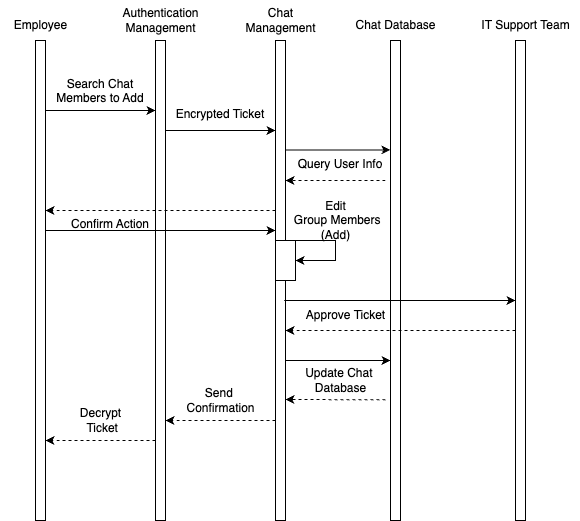 Employee
Authentication
Management
Chat
Management
Chat Database
IT Support Team
Search Chat
Members to Add
Encrypted Ticket
Query User Info
Edit
Group Members
(Add)
Confirm Action
Approve Ticket
Update Chat
Database
Send
Confirmation
Decrypt
Ticket